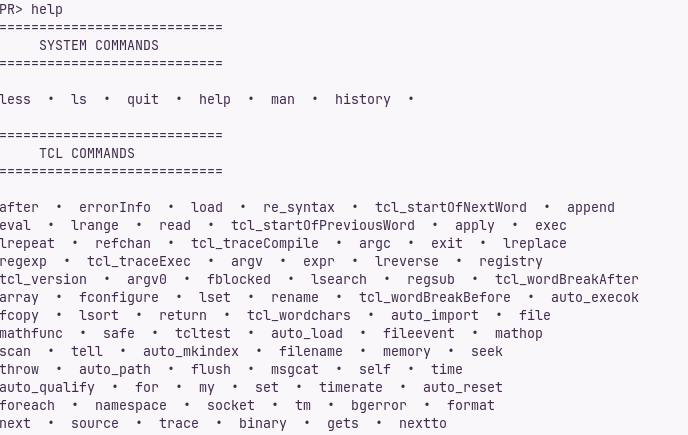 PR> help
============================
SYSTEM COMMANDS
============================
less • ls • quit • help • man • history •
============================
TCL COMMANDS
============================
after • errorInfo • load • re_syntax • tcl_startOfNextWord • append
eval • lrange • read • tcl_startOfPreviousWord • apply • exec
lrepeat • refchan • tcl_traceCompile • argc • exit • lreplace
regexp • tcl_traceExec • argv • expr • lreverse • registry
tcl_version • argv0 • fblocked • lsearch • regsub • tcl_wordBreakAfter
array • fconfigure • lset • rename • tcl_wordBreakBefore • auto_execok
fcopy • lsort • return • tcl_wordchars • auto_import • file
mathfunc • safe • tcltest • auto_load • fileevent • mathop
scan • tell • auto_mkindex • filename • memory • seek
throw • auto_path • flush • msgcat • self • time
auto_qualify • for • my • set • timerate • auto_reset
foreach • namespace • socket • tm • bgerror • format
next • source • trace • binary • gets • nextto